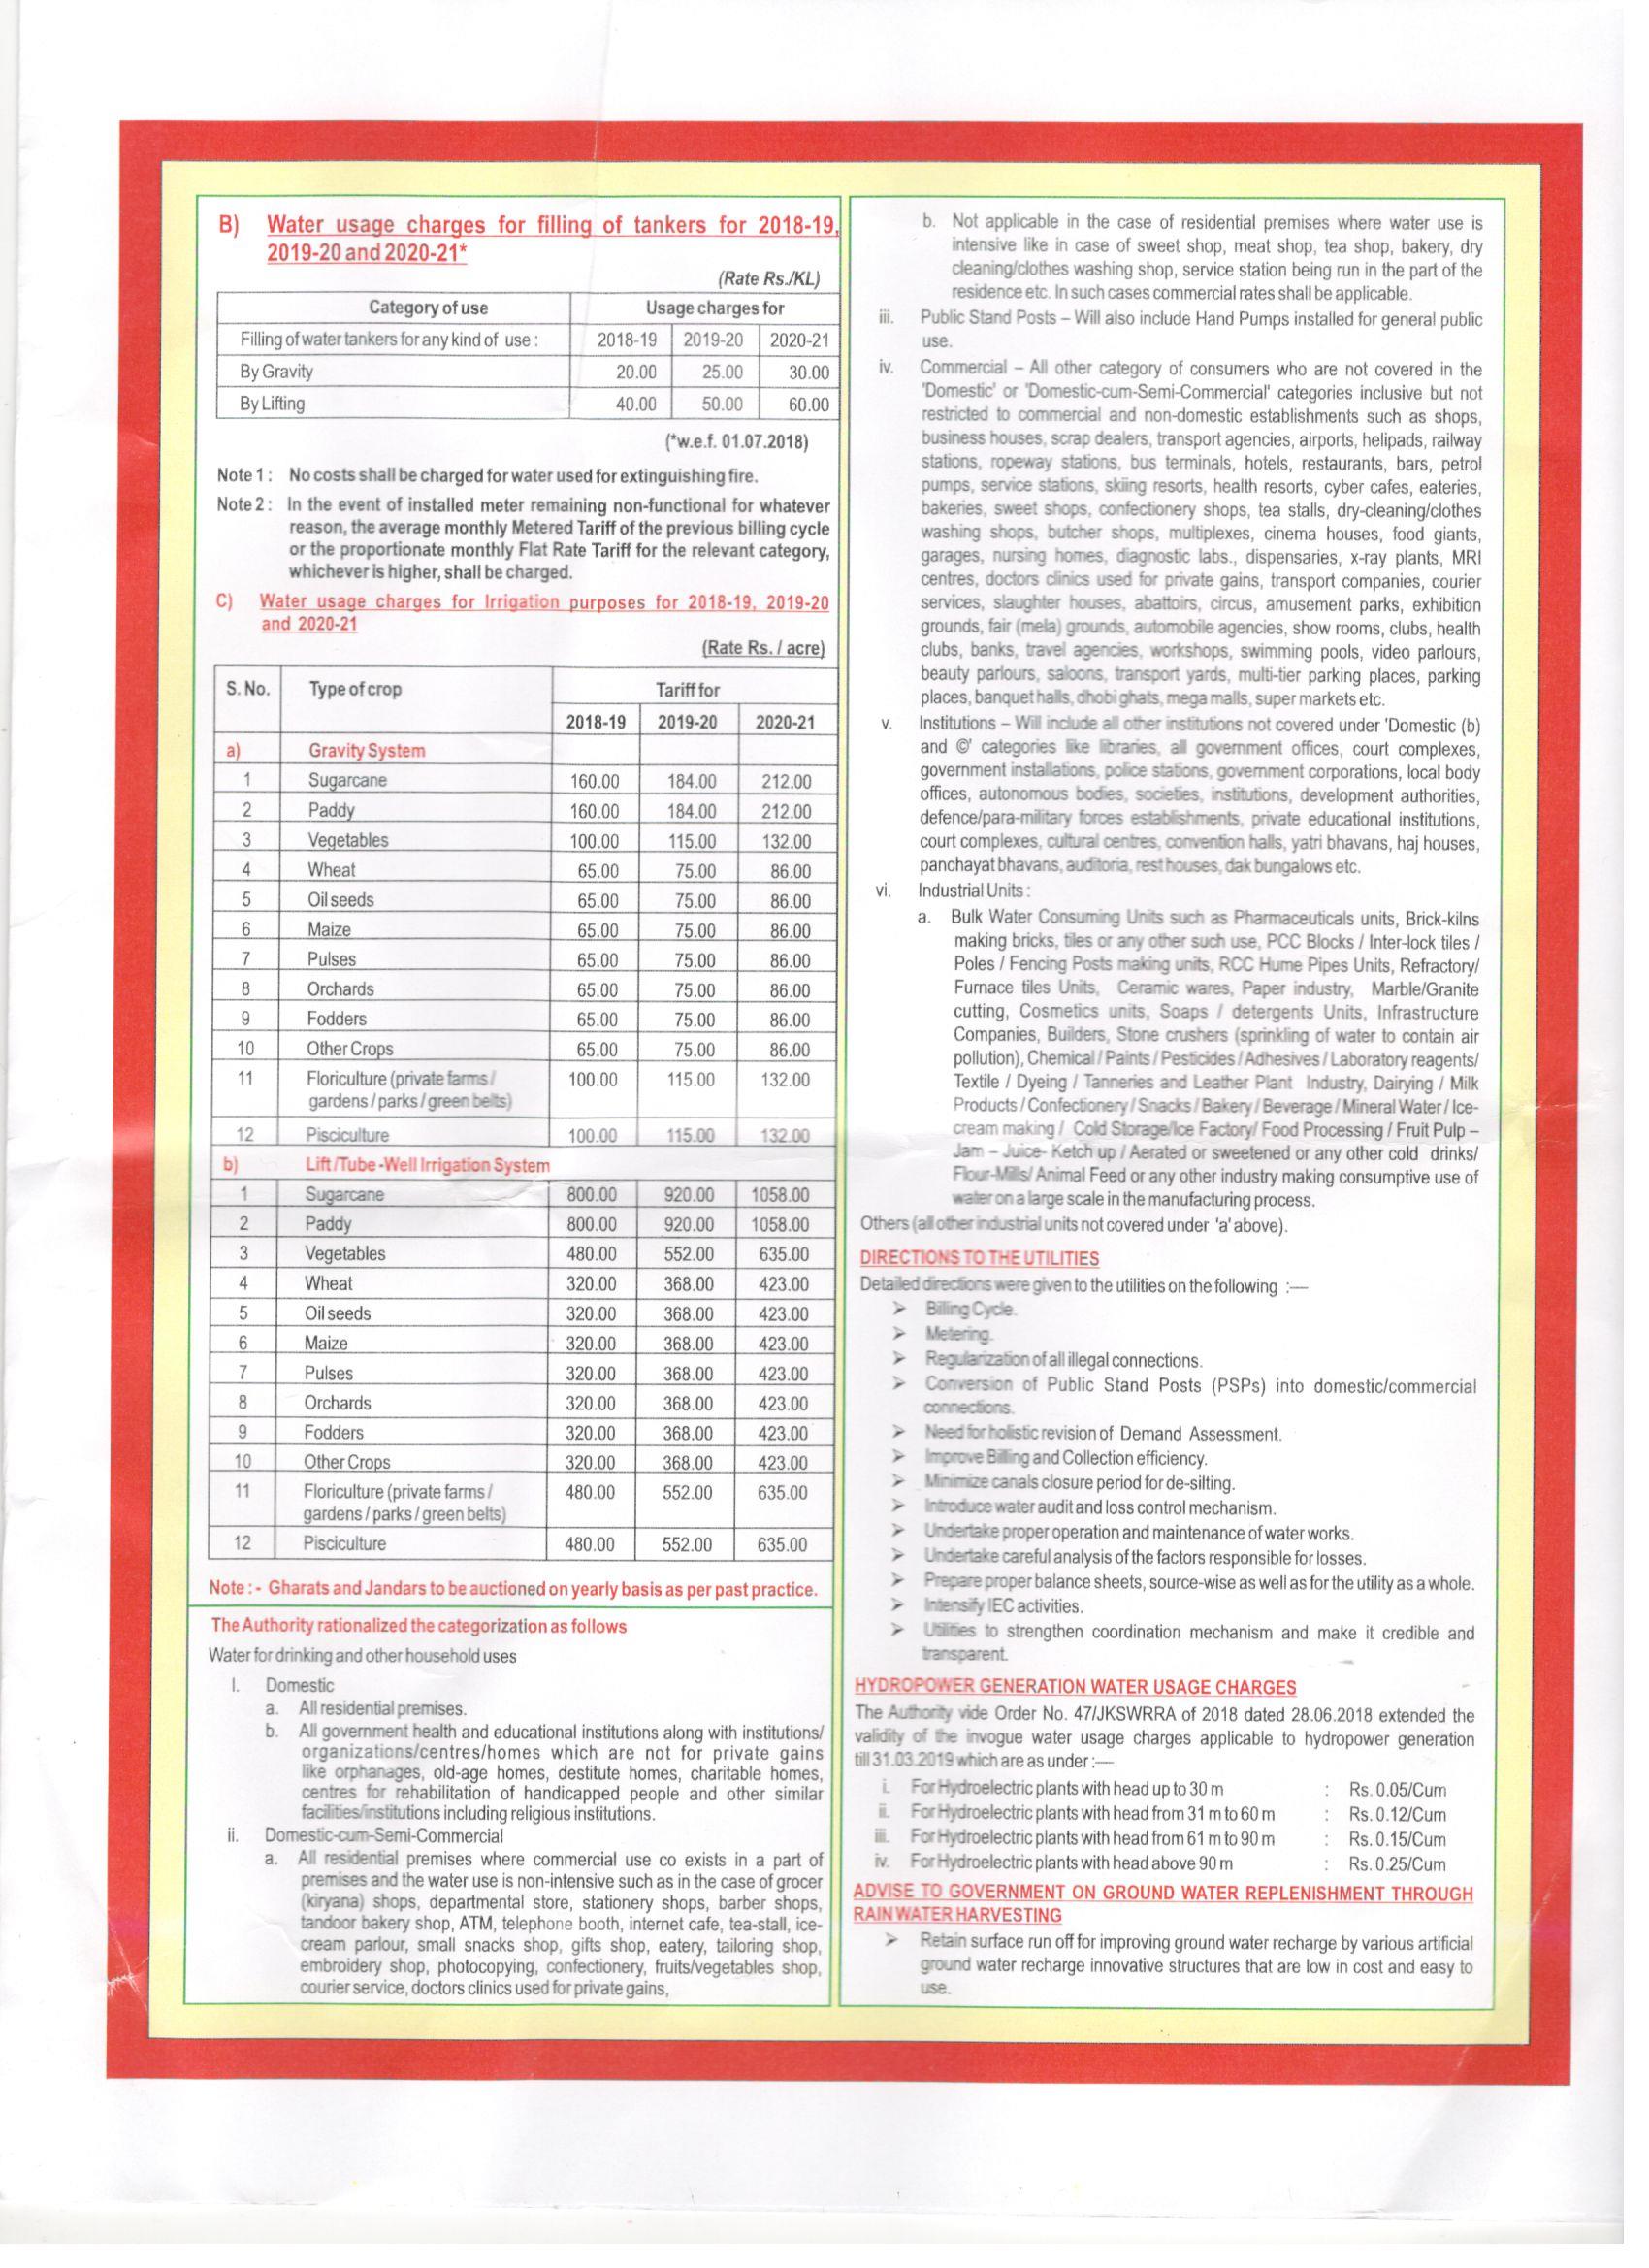 B) Water usage charges for filling of tankers for 2018-19,
2019-20 and 2020-21*
(Rate Rs./KL)
Category of use Usage charges for
Filling of water tankers for any kind of use : 2018-19 2019-20 2020-21
By Gravity 20.00 25.00 30.00
By Lifting 40.00 50.00 60.00
(*w.e.f. 01.07.2018)
Note 1 : No costs shall be charged for water used for extinguishing fire.
Note 2 : In the event of installed meter remaining non-functional for whatever
reason, the average monthly Metered Tariff of the previous billing cycle
or the proportionate monthly Flat Rate Tariff for the relevant category,
whichever is higher, shall be charged.
C) Water usage charges for Irrigation purposes for 2018-19, 2019-20
and 2020-21
(Rate Rs. / acre)
S. No. Type of crop Tariff for
2018-19 2019-20 2020-21
a) Gravity System
1 Sugarcane 160.00 184.00 212.00
2 Paddy 160.00 184.00 212.00
3 Vegetables 100.00 115.00 132.00
4 Wheat 65.00 75.00 86.00
5 Oil seeds 65.00 75.00 86.00
6 Maize 65.00 75.00 86.00
7 Pulses 65.00 75.00 86.00
8 Orchards 65.00 75.00 86.00
9 Fodders 65.00 75.00 86.00
10 Other Crops 65.00 75.00 86.00
11 Floriculture (private farms / 100.00 115.00 132.00
gardens / parks / green belts)
12 Pisciculture 100.00 115.00 132.00
b) Lift /Tube -Well Irrigation System
1 Sugarcane 800.00 920.00 1058.00
2 Paddy 800.00 920.00 1058.00
3 Vegetables 480.00 552.00 635.00
4 Wheat 320.00 368.00 423.00
5 Oil seeds 320.00 368.00 423.00
6 Maize 320.00 368.00 423.00
7 Pulses 320.00 368.00 423.00
8 Orchards 320.00 368.00 423.00
9 Fodders 320.00 368.00 423.00
10 Other Crops 320.00 368.00 423.00
11 Floriculture (private farms / 480.00 552.00 635.00
gardens / parks / green belts)
12 Pisciculture 480.00 552.00 635.00
Note : - Gharats and Jandars to be auctioned on yearly basis as per past practice.
The Authority rationalized the categorization as follows
Water for drinking and other household uses
I. Domestic
a. All residential premises.
b. All government health and educational institutions along with institutions/
organizations/centres/homes which are not for private gains
like orphanages, old-age homes, destitute homes, charitable homes,
centres for rehabilitation of handicapped people and other similar
facilities/institutions including religious institutions.
ii. Domestic-cum-Semi-Commercial
a. All residential premises where commercial use co exists in a part of
premises and the water use is non-intensive such as in the case of grocer
(kiryana) shops, departmental store, stationery shops, barber shops,
tandoor bakery shop, ATM, telephone booth, internet cafe, tea-stall, ice-
cream parlour, small snacks shop, gifts shop, eatery, tailoring shop,
embroidery shop, photocopying, confectionery, fruits/vegetables shop,
courier service, doctors clinics used for private gains,
b. Not applicable in the case of residential premises where water use is
intensive like in case of sweet shop, meat shop, tea shop, bakery, dry
cleaning/clothes washing shop, service station being run in the part of the
residence etc. In such cases commercial rates shall be applicable.
iii. Public Stand Posts – Will also include Hand Pumps installed for general public
use.
iv. Commercial – All other category of consumers who are not covered in the
'Domestic' or 'Domestic-cum-Semi-Commercial' categories inclusive but not
restricted to commercial and non-domestic establishments such as shops,
business houses, scrap dealers, transport agencies, airports, helipads, railway
stations, ropeway stations, bus terminals, hotels, restaurants, bars, petrol
pumps, service stations, skiing resorts, health resorts, cyber cafes, eateries,
bakeries, sweet shops, confectionery shops, tea stalls, dry-cleaning/clothes
washing shops, butcher shops, multiplexes, cinema houses, food giants,
garages, nursing homes, diagnostic labs., dispensaries, x-ray plants, MRI
centres, doctors clinics used for private gains, transport companies, courier
services, slaughter houses, abattoirs, circus, amusement parks, exhibition
grounds, fair (mela) grounds, automobile agencies, show rooms, clubs, health
clubs, banks, travel agencies, workshops, swimming pools, video parlours,
beauty parlours, saloons, transport yards, multi-tier parking places, parking
places, banquet halls, dhobi ghats, mega malls, super markets etc.
v. Institutions – Will include all other institutions not covered under 'Domestic (b)
and ©' categories like libraries, all government offices, court complexes,
government installations, police stations, government corporations, local body
offices, autonomous bodies, societies, institutions, development authorities,
defence/para-military forces establishments, private educational institutions,
court complexes, cultural centres, convention halls, yatri bhavans, haj houses,
panchayat bhavans, auditoria, rest houses, dak bungalows etc.
vi. Industrial Units :
a. Bulk Water Consuming Units such as Pharmaceuticals units, Brick-kilns
making bricks, tiles or any other such use, PCC Blocks / Inter-lock tiles /
Poles / Fencing Posts making units, RCC Hume Pipes Units, Refractory/
Furnace tiles Units, Ceramic wares, Paper industry, Marble/Granite
cutting, Cosmetics units, Soaps / detergents Units, Infrastructure
Companies, Builders, Stone crushers (sprinkling of water to contain air
pollution), Chemical / Paints / Pesticides / Adhesives / Laboratory reagents/
Textile / Dyeing / Tanneries and Leather Plant Industry, Dairying / Milk
Products / Confectionery / Snacks / Bakery / Beverage / Mineral Water / Ice-
cream making / Cold Storage/Ice Factory/ Food Processing / Fruit Pulp –
Jam – Juice- Ketch up / Aerated or sweetened or any other cold drinks/
Flour-Mills/ Animal Feed or any other industry making consumptive use of
water on a large scale in the manufacturing process.
Others (all other industrial units not covered under 'a' above).
DIRECTIONS TO THE UTILITIES
Detailed directions were given to the utilities on the following :—
➢ Billing Cycle.
➢ Metering.
➢ Regularization of all illegal connections.
➢ Conversion of Public Stand Posts (PSPs) into domestic/commercial
connections.
➢ Need for holistic revision of Demand Assessment.
➢ Improve Billing and Collection efficiency.
➢ Minimize canals closure period for de-silting.
➢ Introduce water audit and loss control mechanism.
➢ Undertake proper operation and maintenance of water works.
➢ Undertake careful analysis of the factors responsible for losses.
➢ Prepare proper balance sheets, source-wise as well as for the utility as a whole.
➢ Intensify IEC activities.
➢ Utilities to strengthen coordination mechanism and make it credible and
transparent.
HYDROPOWER GENERATION WATER USAGE CHARGES
The Authority vide Order No. 47/JKSWRRA of 2018 dated 28.06.2018 extended the
validity of the invogue water usage charges applicable to hydropower generation
till 31.03.2019 which are as under :—
i. For Hydroelectric plants with head up to 30 m : Rs. 0.05/Cum
ii. For Hydroelectric plants with head from 31 m to 60 m : Rs. 0.12/Cum
iii. For Hydroelectric plants with head from 61 m to 90 m : Rs. 0.15/Cum
iv. For Hydroelectric plants with head above 90 m : Rs. 0.25/Cum
ADVISE TO GOVERNMENT ON GROUND WATER REPLENISHMENT THROUGH
RAIN WATER HARVESTING
➢ Retain surface run off for improving ground water recharge by various artificial
ground water recharge innovative structures that are low in cost and easy to
use.